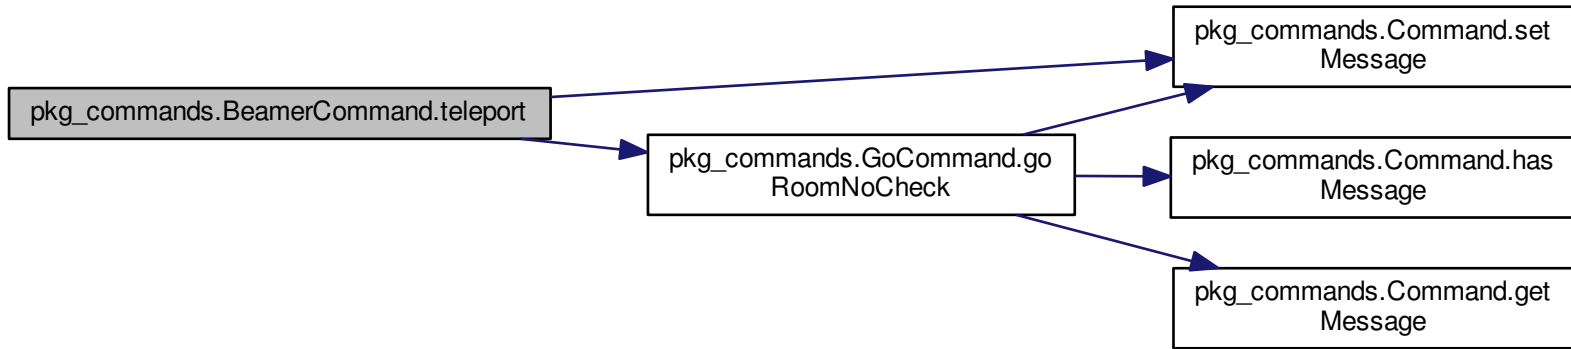 pkg_commands.BeamerCommand.teleport
pkg_commands.GoCommand.go
RoomNoCheck
pkg_commands.Command.set
Message
pkg_commands.Command.has
Message
pkg_commands.Command.get
Message